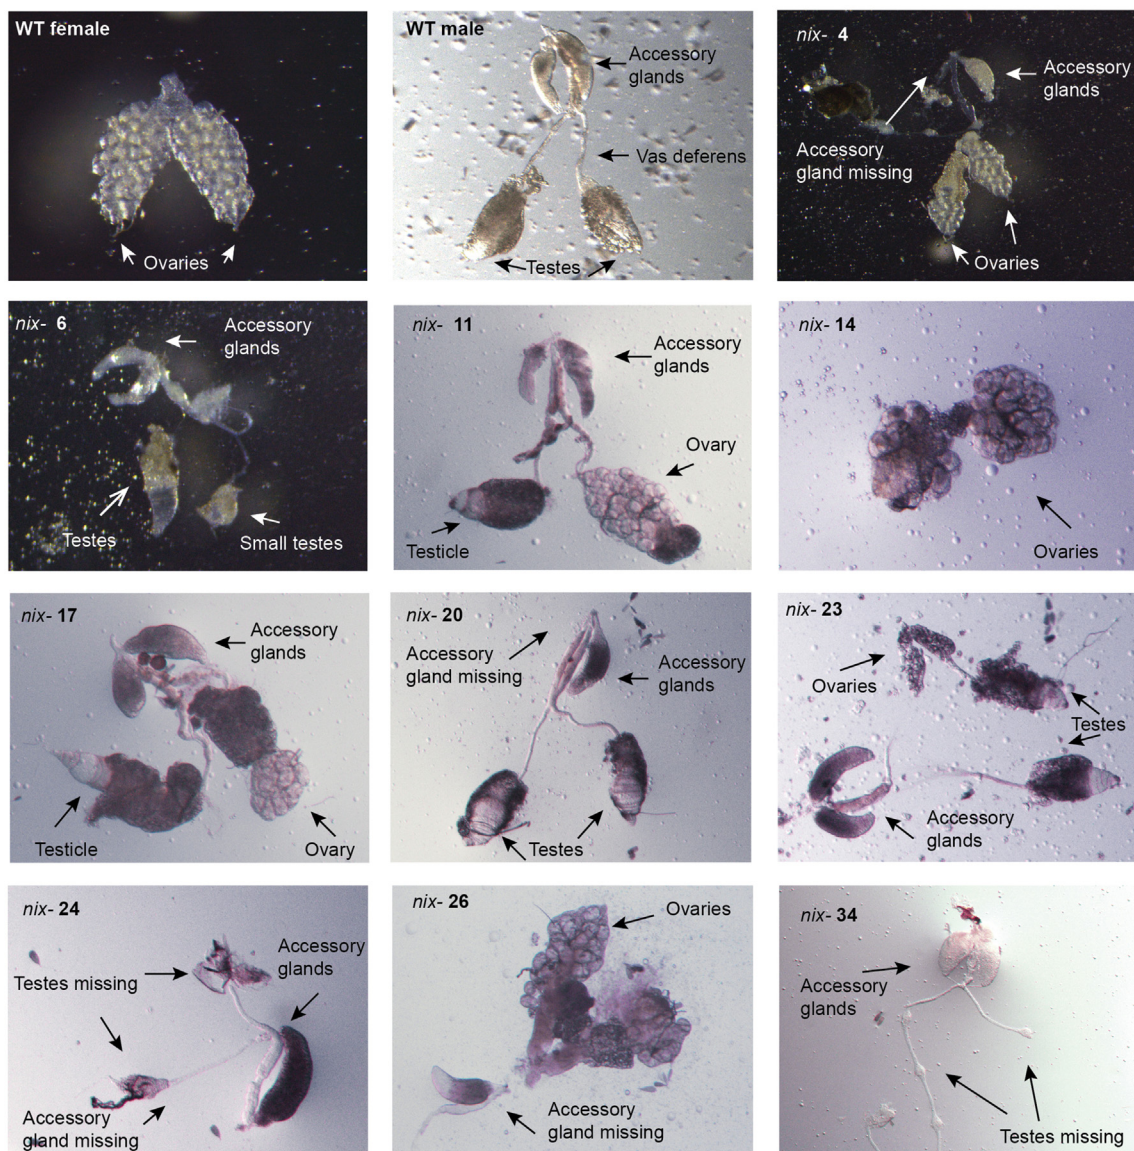 WT female
Ovaries
WT male
Accessory
glands
Vas deferens
Testes
nix- 4
Accessory
glands
Accessory
gland missing
Ovaries
nix- 6
Accessory
glands
Testes
Small testes
nix- 11
Accessory
glands
Ovary
Testicle
nix- 14
Ovaries
nix- 17
Accessory
glands
Testicle
Ovary
nix- 20
Accessory
gland missing
Accessory
glands
Testes
nix- 23
Ovaries
Testes
Accessory
glands
nix- 24
Accessory
glands
Testes missing
Accessory
gland missing
nix- 26
Ovaries
Accessory
gland missing
nix- 34
Accessory
glands
Testes missing